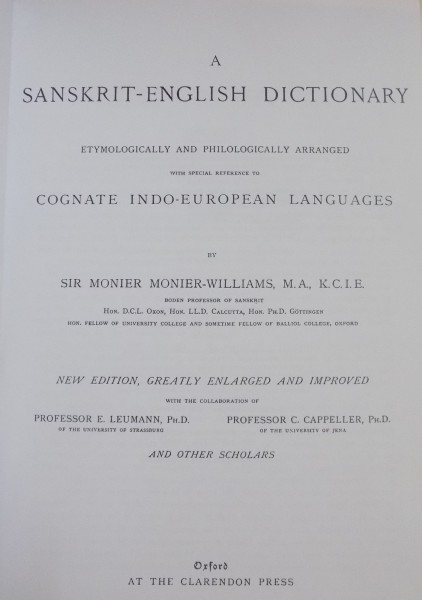 A
SANSKRIT-ENGLISH DICTIONARY
ETYMOLOGICALLY AND PHILOLOGICALLY ARRANGED
WITH SPECIAL REFERENCE TO
COGNATE INDO-EUROPEAN LANGUAGES
BY
SIR MONIER MONIER-WILLIAMS, M.A., K.C.I.E.
BODEN PROFESSOR OF SANSKRIT
HON. D.C.L. OXON, HON. LL.D. CALCUTTA, HON. PH.D. GÖTTINGEN
HON. FELLOW OF UNIVERSITY COLLEGE AND SOMETIME FELLOW OF BALLIOL COLLEGE, OXFORD
NEW EDITION, GREATLY ENLARGED AND IMPROVED
WITH THE COLLABORATION OF
PROFESSOR E. LEUMANN, PH.D. PROFESSOR C. CAPPELLER, PH.D.
OF THE UNIVERSITY OF STRASSBURG OF THE UNIVERSITY OF JENA
AND OTHER SCHOLARS
Oxford
AT THE CLARENDON PRESS